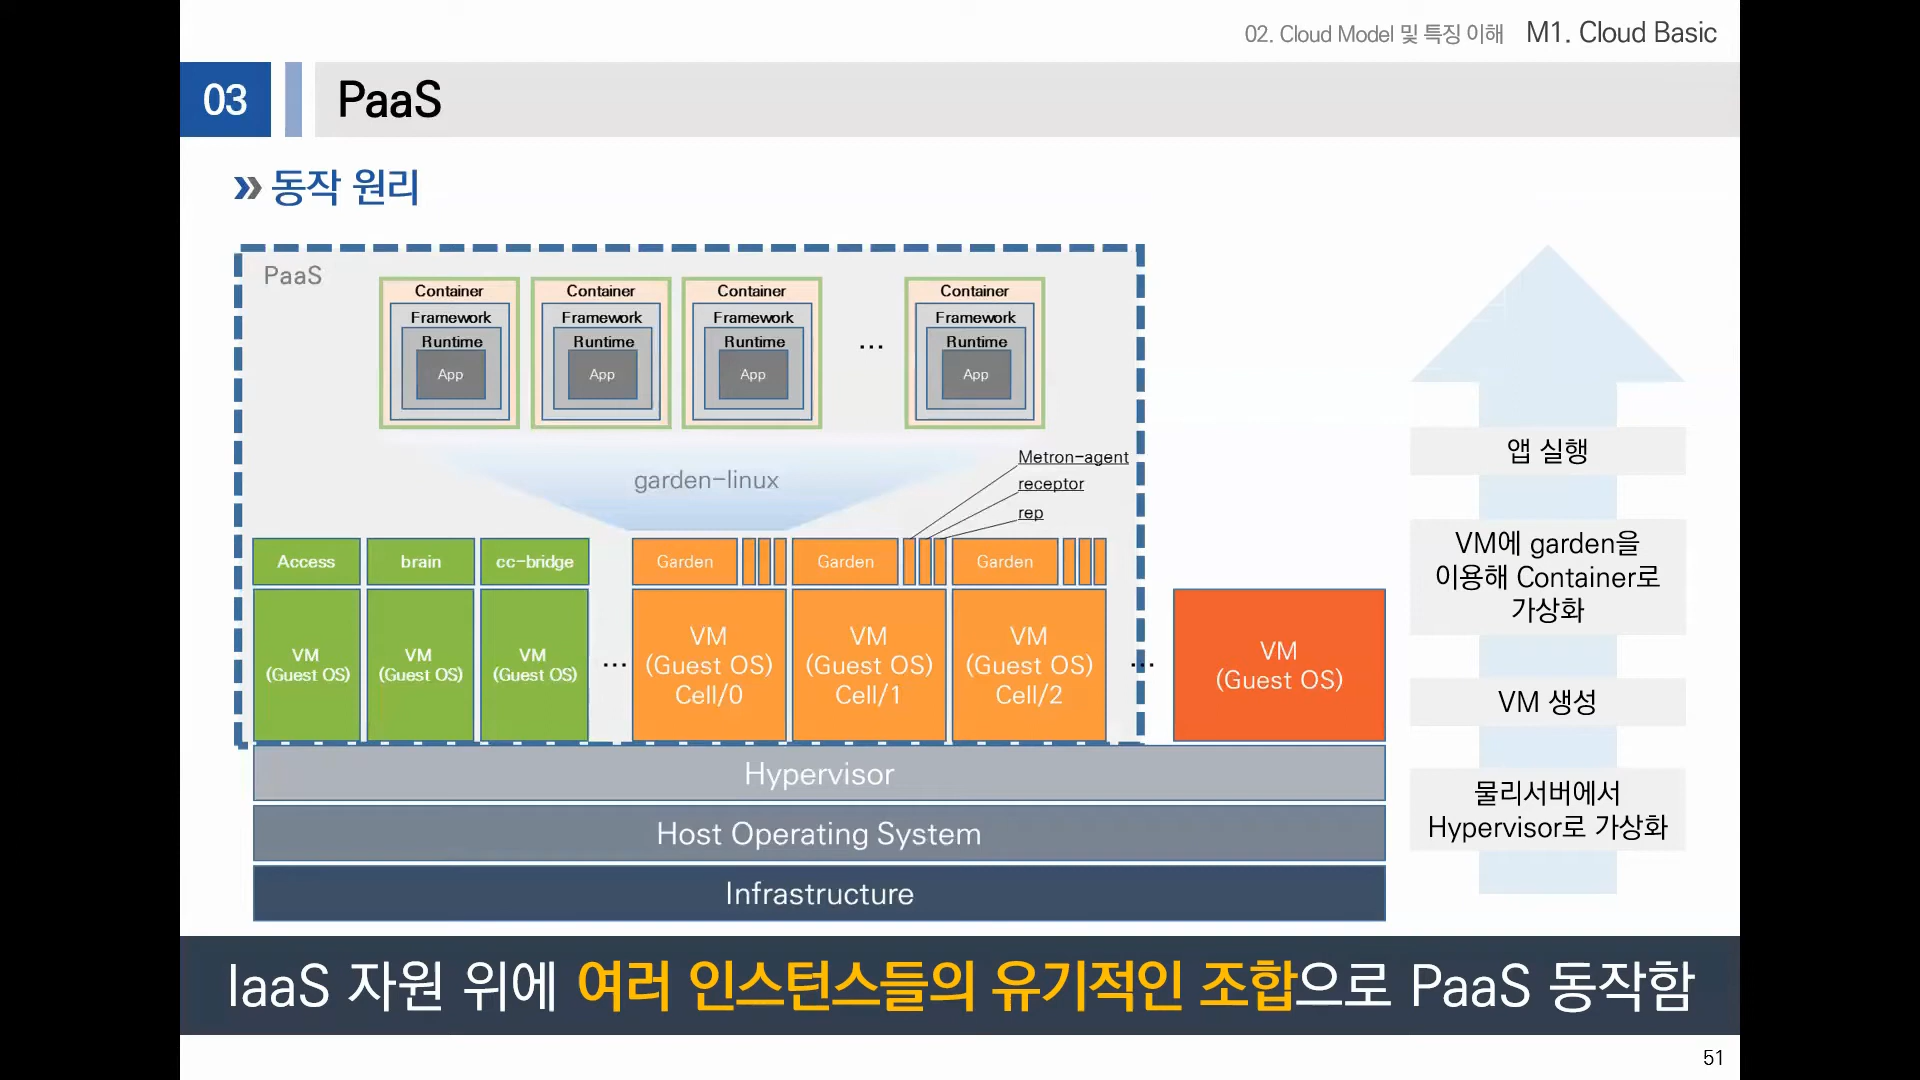 02. Cloud Model 및 특징 이해 M1. Cloud Basic
03 PaaS
동작 원리
PaaS
Container Container Container Container
Framework Framework Framework Framework
Runtime Runtime Runtime ... Runtime
App App App App
garden-linux
Metron-agent
receptor
rep
Access brain cc-bridge Garden Garden Garden
VM
(Guest OS)
VM
(Guest OS)
VM
(Guest OS)
...
VM
(Guest OS)
Cell/0
VM
(Guest OS)
Cell/1
VM
(Guest OS)
Cell/2
...
VM
(Guest OS)
Hypervisor
Host Operating System
Infrastructure
앱 실행
VM에 garden을
이용해 Container로
가상화
VM 생성
물리서버에서
Hypervisor로 가상화
IaaS 자원 위에 여러 인스턴스들의 유기적인 조합으로 PaaS 동작함
51